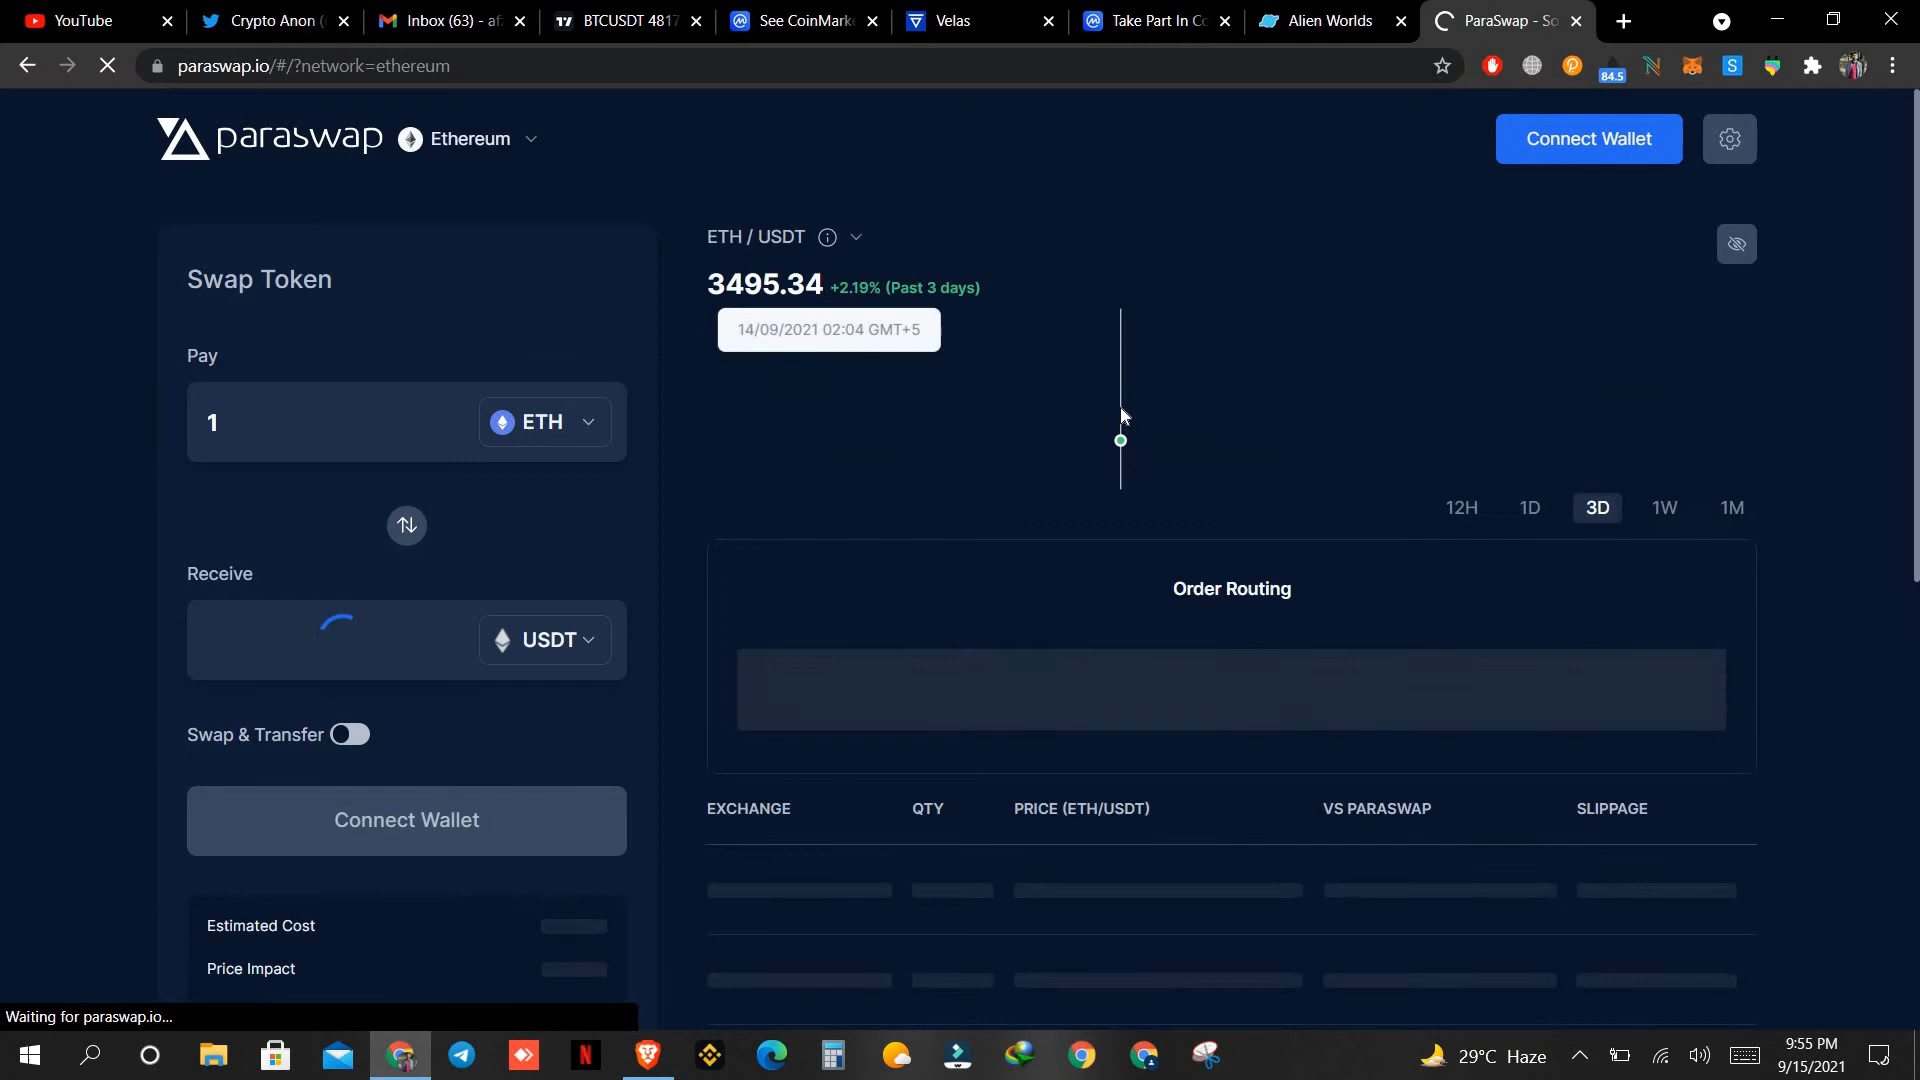 YouTube
Crypto Anon (
Inbox (63) - af
BTCUSDT 4817
See CoinMark
Velas
Take Part In Co
Alien Worlds
ParaSwap - So
paraswap.io/#/?network=ethereum
84.5
paraswap
Ethereum
Connect Wallet
Swap Token
Pay
1
ETH
Receive
USDT
Swap & Transfer
Connect Wallet
Estimated Cost
Price Impact
ETH / USDT
3495.34 +2.19% (Past 3 days)
14/09/2021 02:04 GMT+5
12H 1D 3D 1W 1M
Order Routing
EXCHANGE QTY PRICE (ETH/USDT) VS PARASWAP SLIPPAGE
Waiting for paraswap.io...
29°C Haze
9:55 PM
9/15/2021